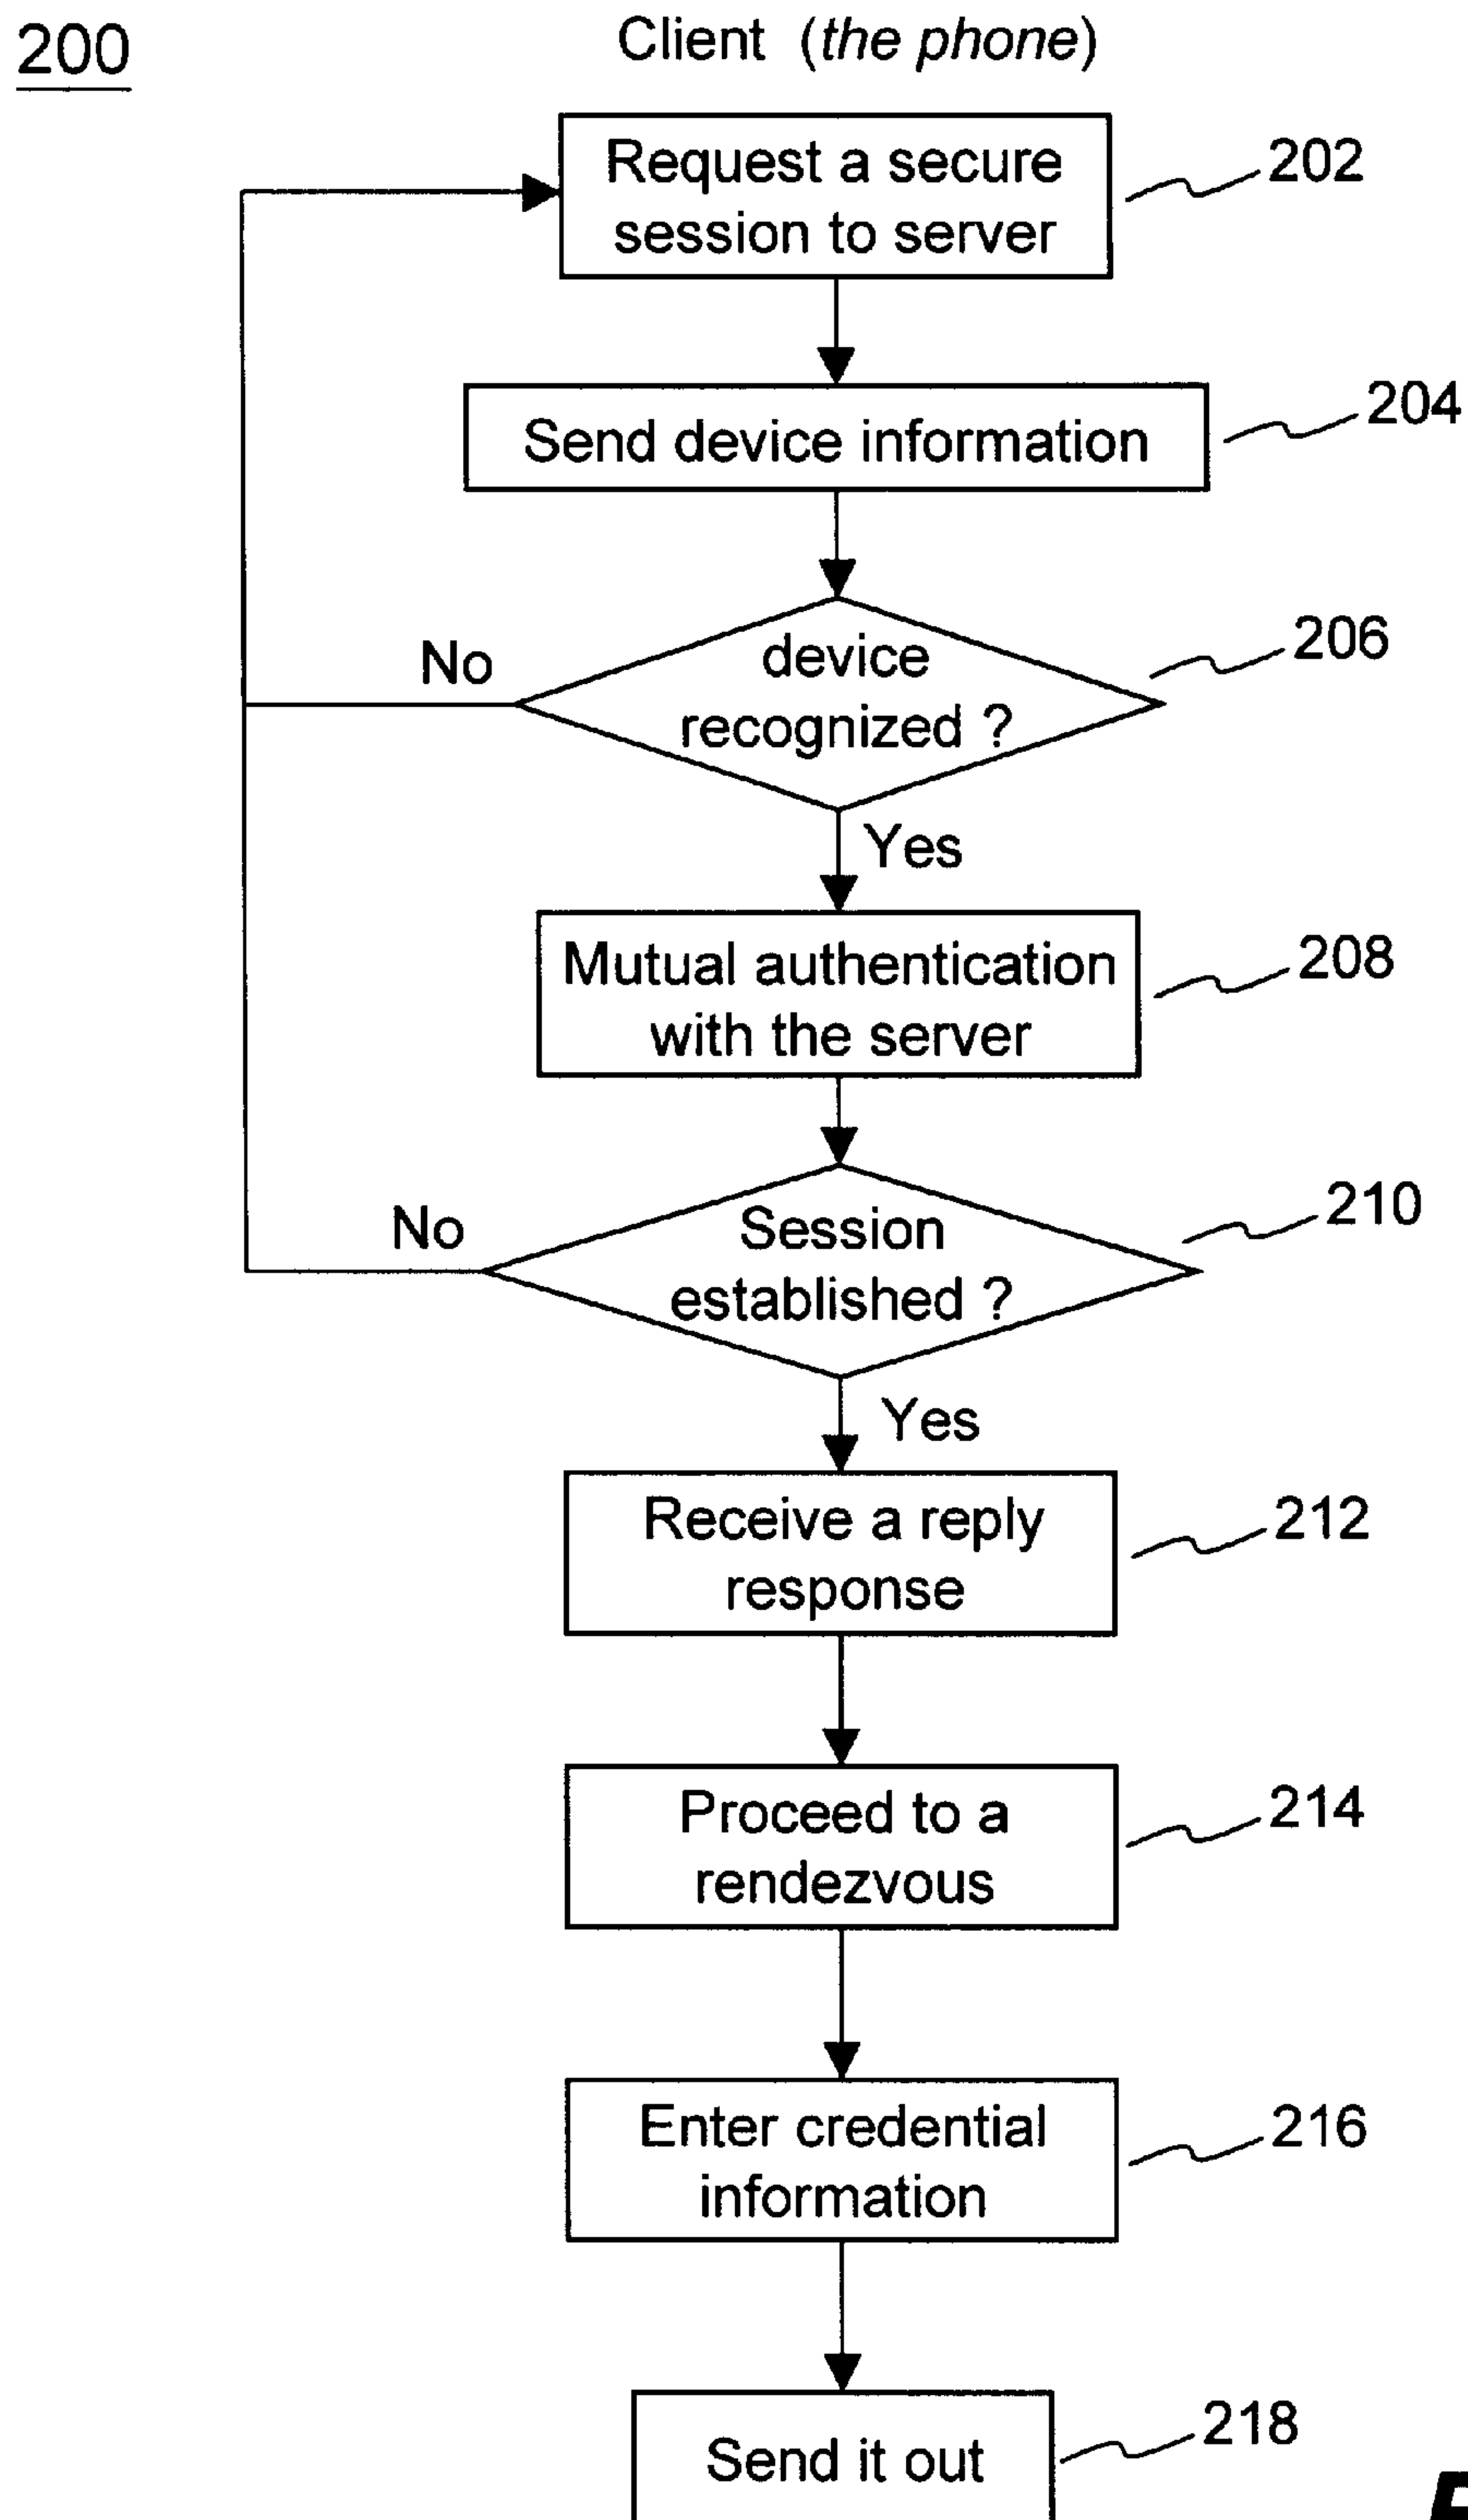 200
Client (the phone)
Request a secure
session to server
202
Send device information
204
device
recognized ?
206
No
Yes
Mutual authentication
with the server
208
Session
established ?
210
No
Yes
Receive a reply
response
212
Proceed to a
rendezvous
214
Enter credential
information
216
Send it out
218